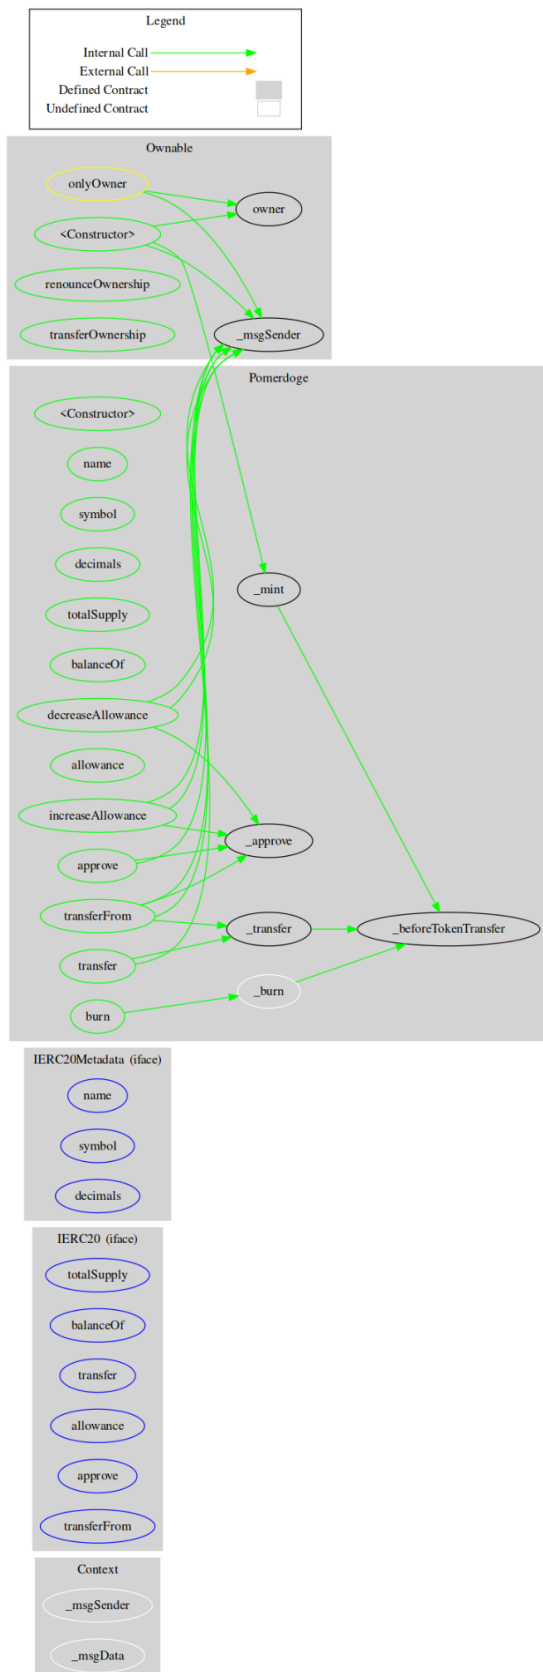 Legend
Internal Call
External Call
Defined Contract
Undefined Contract
Ownable
onlyOwner
owner
<Constructor>
renounceOwnership
transferOwnership
_msgSender
Pomerdoge
<Constructor>
name
symbol
decimals
_mint
totalSupply
balanceOf
decreaseAllowance
allowance
increaseAllowance
_approve
approve
transferFrom
_transfer
_beforeTokenTransfer
transfer
_burn
burn
IERC20Metadata (iface)
name
symbol
decimals
IERC20 (iface)
totalSupply
balanceOf
transfer
allowance
approve
transferFrom
Context
_msgSender
_msgData